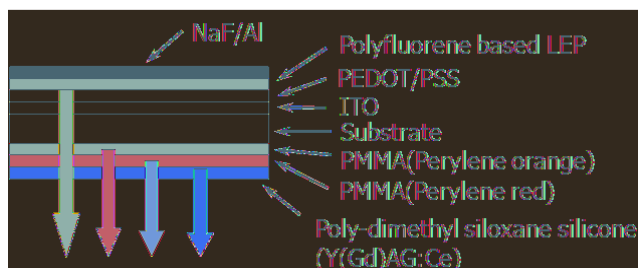 NaF/Al
Polyfluorene based LEP
PEDOT/PSS
ITO
Substrate
PMMA(Perylene orange)
PMMA(Perylene red)
Poly-dimethyl siloxane silicone
(Y(Gd)AG:Ce)